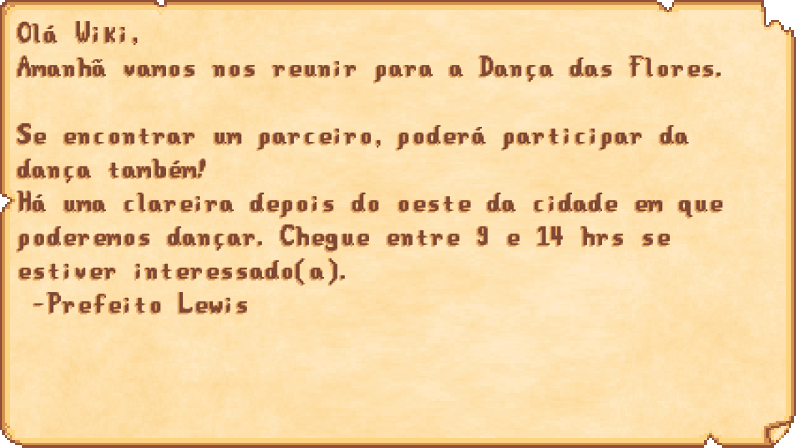 Olá Wiki,
Amanhã vamos nos reunir para a Dança das Flores.
Se encontrar um parceiro, poderá participar da
dança também!
Há uma clareira depois do oeste da cidade em que
poderemos dançar. Chegue entre 9 e 14 hrs se
estiver interessado(a).
-Prefeito Lewis